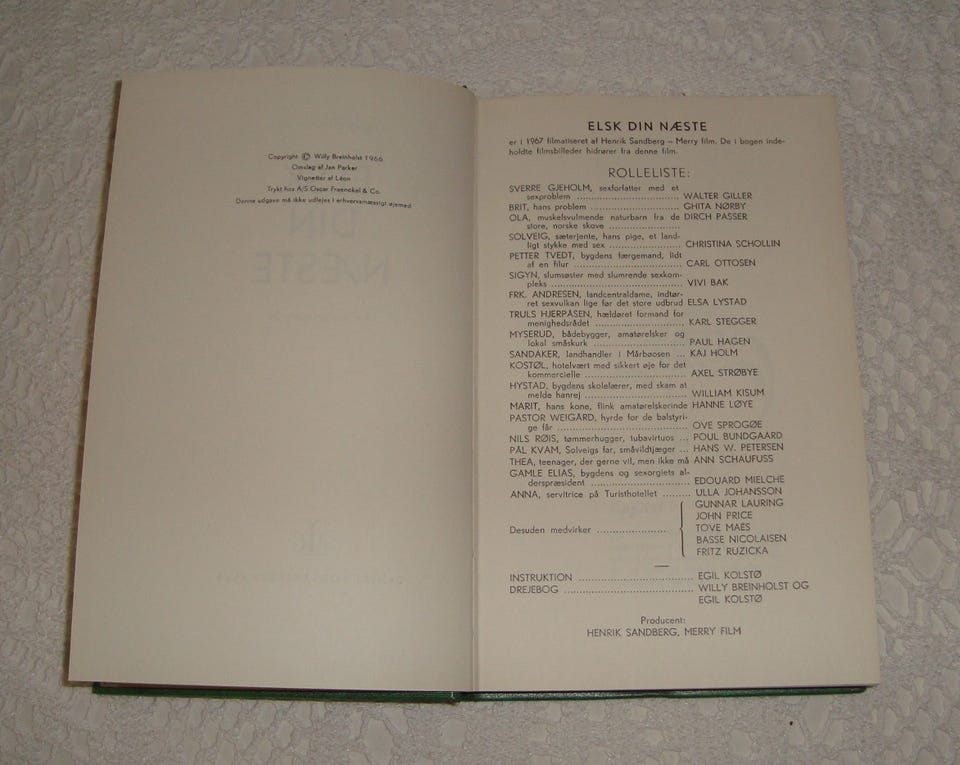 Copyright © Willy Breinholst 1966
Omslag af Jan Parker
Vignetter af Léon
Trykt hos A/S Oscar Fraenckel & Co.
Denne udgave må ikke udlejes i erhvervsmæssigt øjemed
ELSK DIN NÆSTE
er i 1967 filmatiseret af Henrik Sandberg – Merry film. De i bogen inde-
holdte filmsbilleder hidrører fra denne film.
ROLLELISTE:
SVERRE GJEHOLM, sexforfatter med et
sexproblem ........ WALTER GILLER
BRIT, hans problem ........ GHITA NØRBY
OLA, muskelsvulmende naturbarn fra de DIRCH PASSER
store, norske skove ........
SOLVEIG, sæterjente, hans pige, et land-
ligt stykke med sex ........ CHRISTINA SCHOLLIN
PETTER TVEDT, bygdens færgemand, lidt
af en filur ........ CARL OTTOSEN
SIGYN, slumsøster med slumrende sexkom-
pleks ........ VIVI BAK
FRK. ANDRESEN, landcentraldame, indtør-
ret sexvulkan lige før det store udbrud ELSA LYSTAD
TRULS HJERPÅSEN, hældøret formand for
menighedsrådet ........ KARL STEGGER
MYSERUD, bådebygger, amatørelsker og
lokal småskurk ........ PAUL HAGEN
SANDAKER, landhandler i Mårbøosen ... KAJ HOLM
KOSTØL, hotelvært med sikkert øje for det
kommercielle ........ AXEL STRØBYE
HYSTAD, bygdens skolelærer, med skam at
melde hanrej ........ WILLIAM KISUM
MARIT, hans kone, flink amatørelskerinde HANNE LØYE
PASTOR WEIGÅRD, hyrde for de balstyri-
ge får ........ OVE SPROGØE
NILS RØIS, tømmerhugger, tubavirtuos ... POUL BUNDGAARD
PÅL KVAM, Solveigs far, småvildtjæger ... HANS W. PETERSEN
THEA, teenager, der gerne vil, men ikke må ANN SCHAUFUSS
GAMLE ELIAS, bygdens og sexorgiets al-
derspræsident ........ EDOUARD MIELCHE
ANNA, servitrice på Turisthotellet ........ ULLA JOHANSSON
GUNNAR LAURING
JOHN PRICE
Desuden medvirker ........ TOVE MAËS
BASSE NICOLAISEN
FRITZ RUZICKA
INSTRUKTION ........ EGIL KOLSTØ
DREJEBOG ........ WILLY BREINHOLST OG
EGIL KOLSTØ
Producent:
HENRIK SANDBERG, MERRY FILM